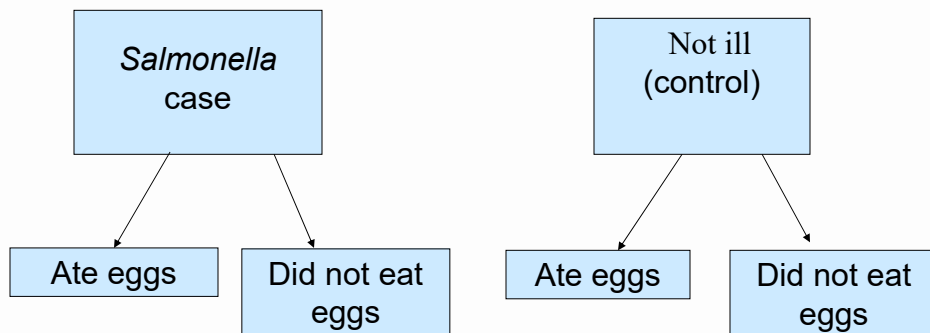 Salmonella
case
Not ill
(control)
Ate eggs
Did not eat
eggs
Ate eggs
Did not eat
eggs